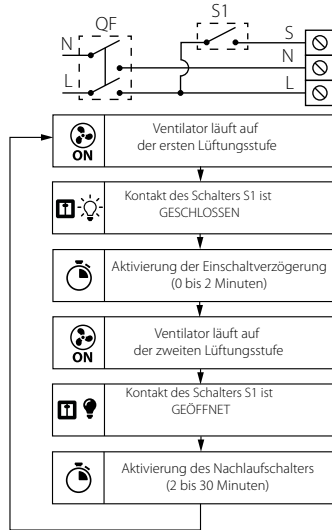 QF
S1
S
N
N
L
L
ON
Ventilator läuft auf
der ersten Lüftungsstufe
Kontakt des Schalters S1 ist
GESCHLOSSEN
Aktivierung der Einschaltverzögerung
(0 bis 2 Minuten)
ON
Ventilator läuft auf
der zweiten Lüftungsstufe
Kontakt des Schalters S1 ist
GEÖFFNET
Aktivierung des Nachlaufschalters
(2 bis 30 Minuten)